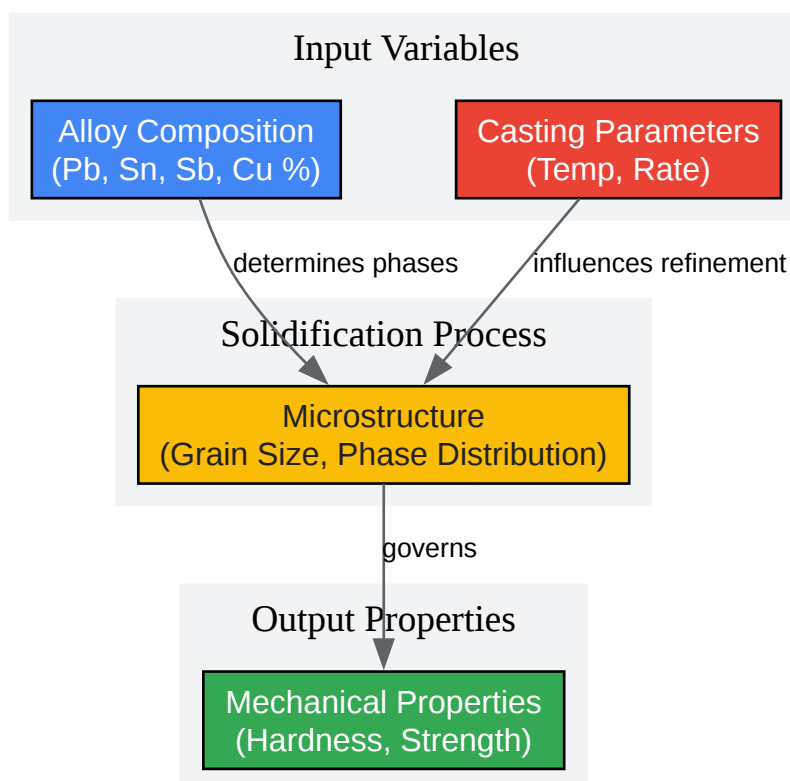 Input Variables
Alloy Composition
(Pb, Sn, Sb, Cu %)
Casting Parameters
(Temp, Rate)
determines phases
influences refinement
Solidification Process
Microstructure
(Grain Size, Phase Distribution)
governs
Output Properties
Mechanical Properties
(Hardness, Strength)